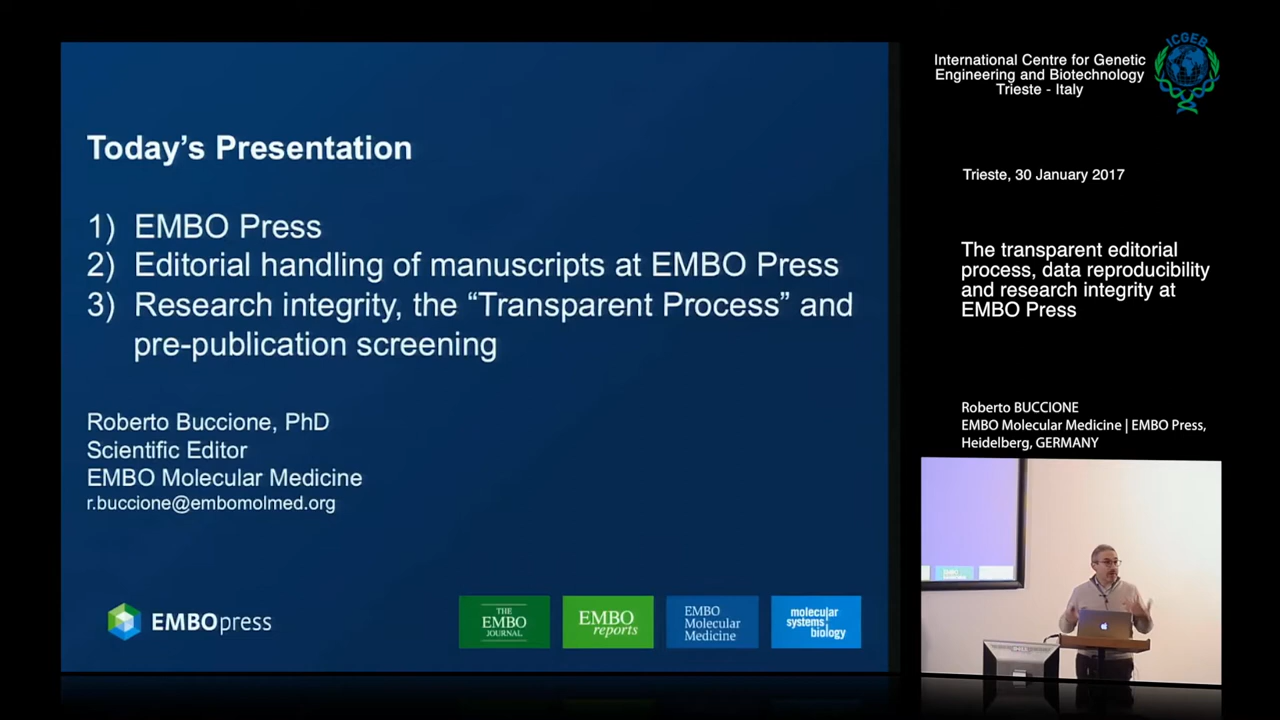 Today's Presentation
1) EMBO Press
2) Editorial handling of manuscripts at EMBO Press
3) Research integrity, the “Transparent Process” and
pre-publication screening
Roberto Buccione, PhD
Scientific Editor
EMBO Molecular Medicine
r.buccione@embomolmed.org
EMBOpress
THE
EMBO
JOURNAL
EMBO
reports
EMBO
Molecular
Medicine
molecular
systems
biology
International Centre for Genetic
Engineering and Biotechnology
Trieste - Italy
ICGEB
Trieste, 30 January 2017
The transparent editorial
process, data reproducibility
and research integrity at
EMBO Press
Roberto BUCCIONE
EMBO Molecular Medicine | EMBO Press,
Heidelberg, GERMANY